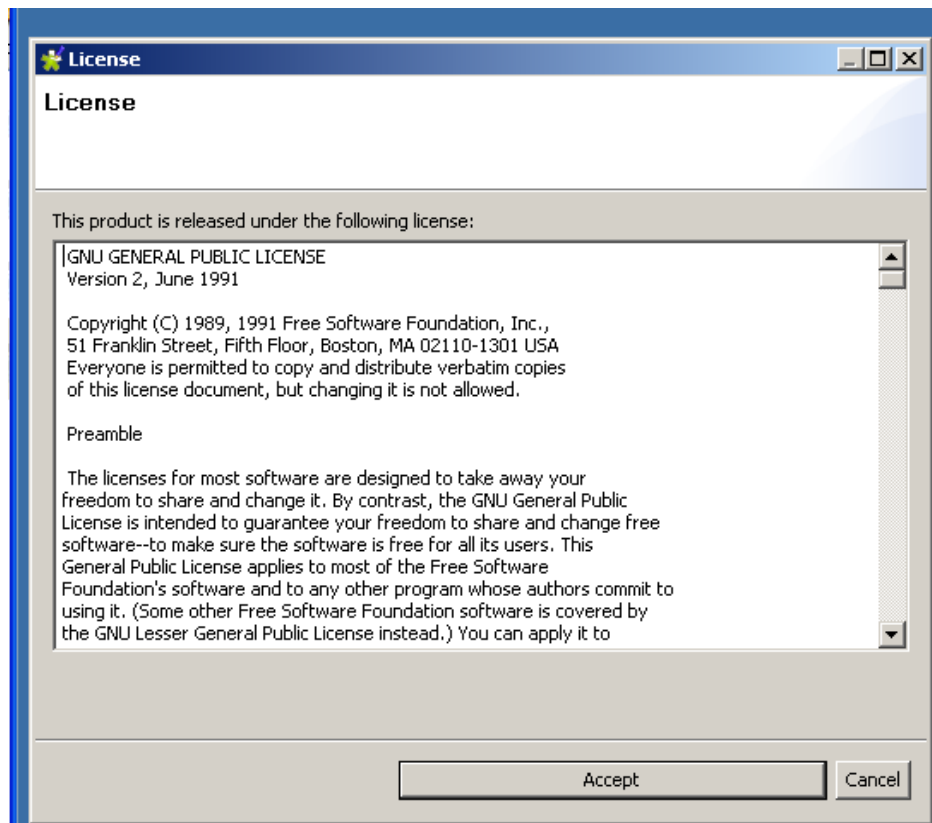 License
License
This product is released under the following license:
GNU GENERAL PUBLIC LICENSE
Version 2, June 1991
Copyright (C) 1989, 1991 Free Software Foundation, Inc.,
51 Franklin Street, Fifth Floor, Boston, MA 02110-1301 USA
Everyone is permitted to copy and distribute verbatim copies
of this license document, but changing it is not allowed.
Preamble
The licenses for most software are designed to take away your
freedom to share and change it. By contrast, the GNU General Public
License is intended to guarantee your freedom to share and change free
software--to make sure the software is free for all its users. This
General Public License applies to most of the Free Software
Foundation's software and to any other program whose authors commit to
using it. (Some other Free Software Foundation software is covered by
the GNU Lesser General Public License instead.) You can apply it to
Accept
Cancel